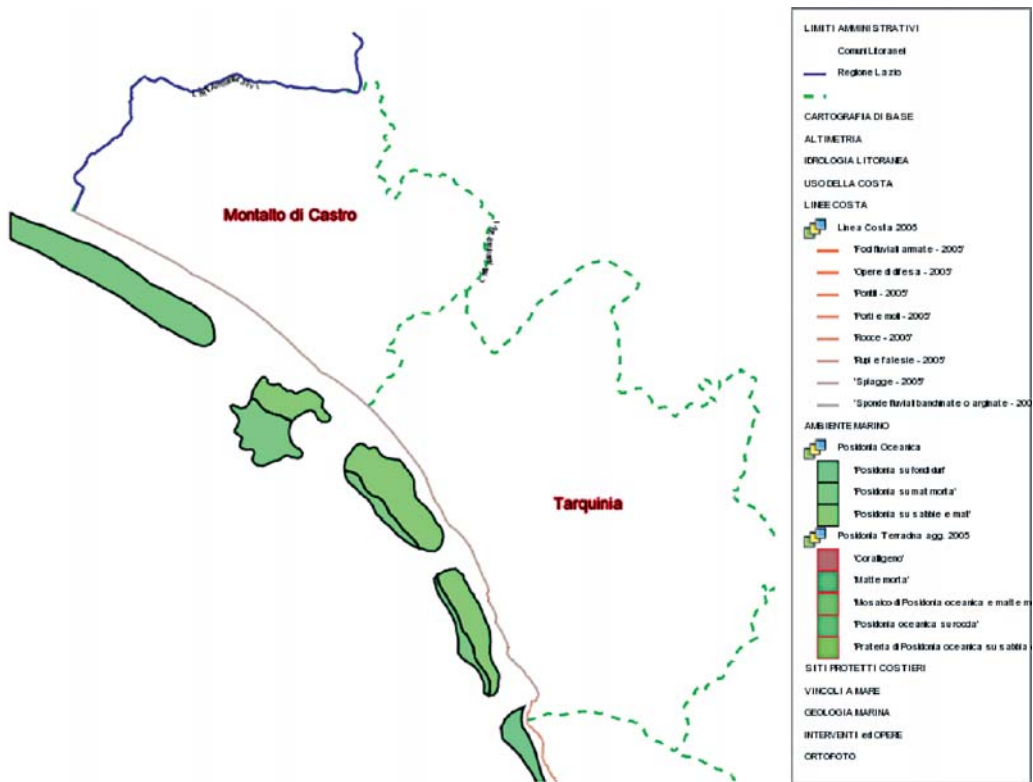 Montalto di Castro
Tarquinia
LIMITI AMMINISTRATIVI
Comuni Litoranei
Regione Lazio
CARTOGRAFIA DI BASE
ALTIMETRIA
IDROLOGIA LITORANEA
USO DELLA COSTA
LINEE COSTA
Linea Costa 2005
'Foci fluviali armate - 2005'
'Opere di difesa - 2005'
'Pontili - 2005'
'Porti e moli - 2005'
'Rocce - 2005'
'Rupi e falesie - 2005'
'Spiagge - 2005'
'Sponde fluviali banchinate o arginate - 200
AMBIENTE MARINO
Posidonia Oceanica
'Posidonia su fondi duri'
'Posidonia su mat morta'
'Posidonia su sabbie e mat'
Posidonia Terracina agg. 2005
'Coralligeno'
'Matte morta'
'Mosaico di Posidonia oceanica e matte m
'Posidonia oceanica su roccia'
'Prateria di Posidonia oceanica su sabbia
SITI PROTETTI COSTIERI
VINCOLI A MARE
GEOLOGIA MARINA
INTERVENTI ed OPERE
ORTOFOTO